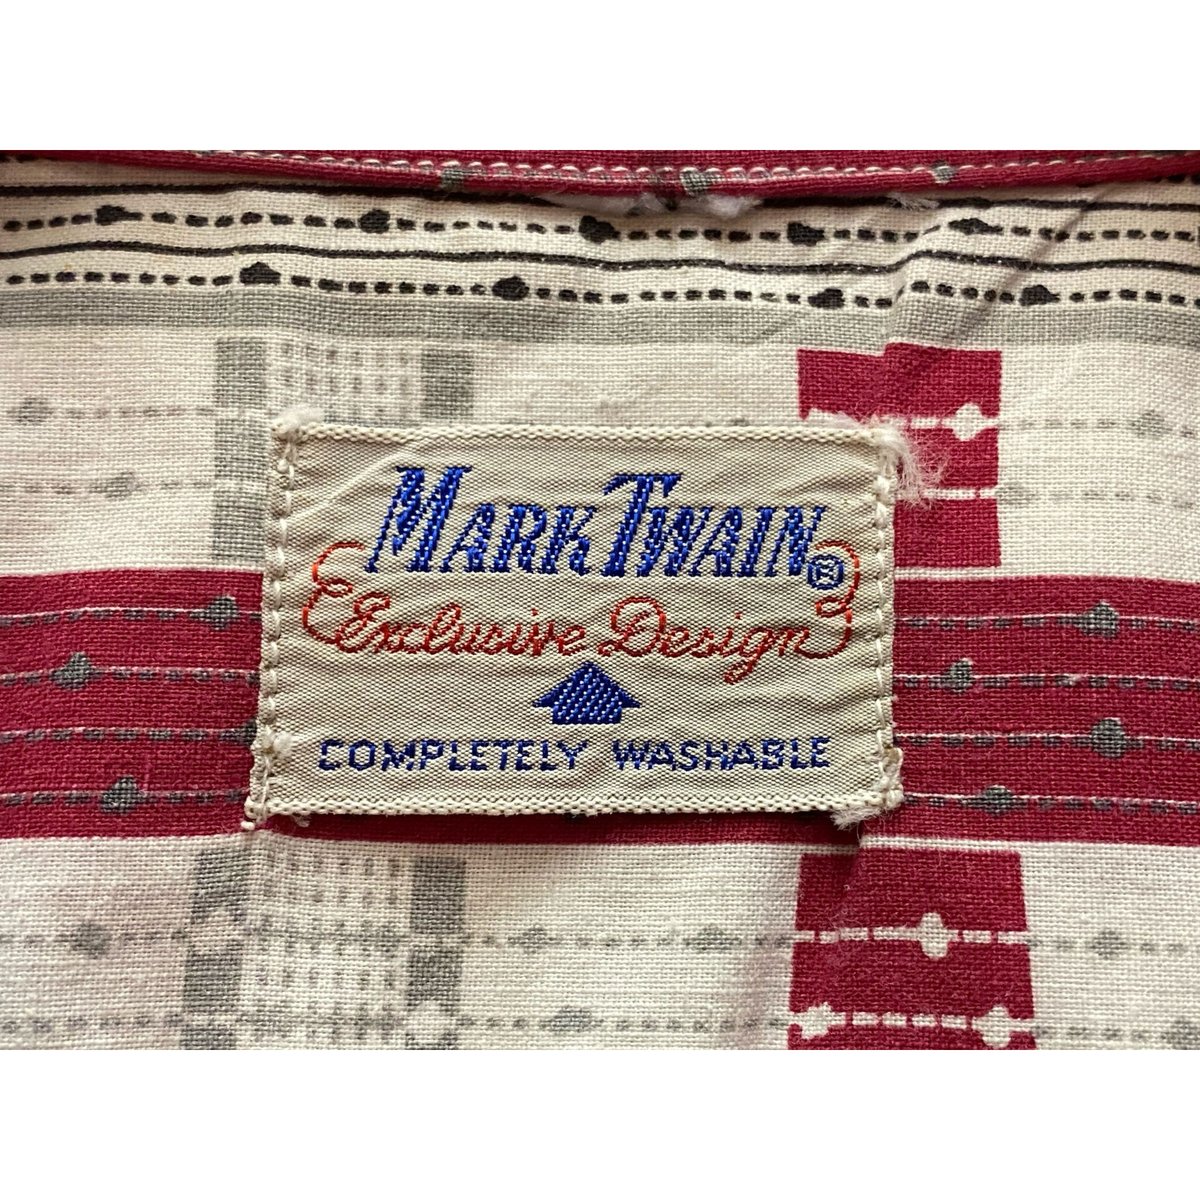 MARK TWAIN ®
Exclusive Design
COMPLETELY WASHABLE